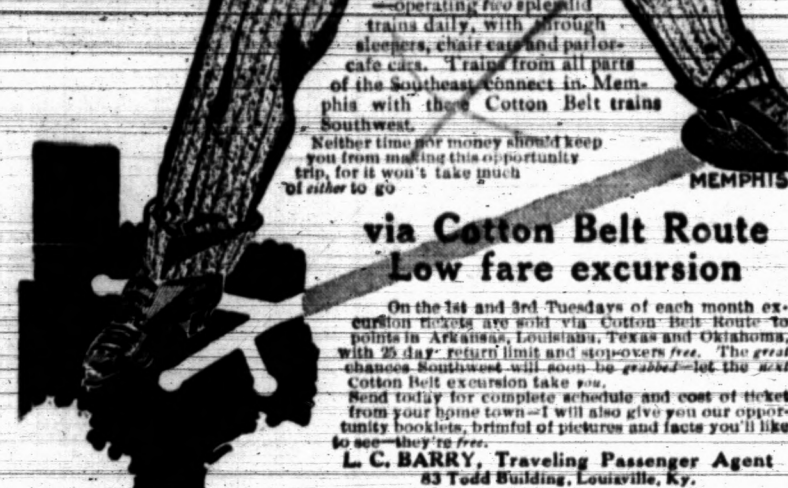 —operating two splendid
trains daily, with through
sleepers, chair cars and parlor-
cafe cars. Trains from all parts
of the Southeast connect in Mem-
phis with these Cotton Belt trains
Southwest.
Neither time nor money should keep
you from making this opportunity
trip, for it won't take much
of either to go
MEMPHIS
via Cotton Belt Route
Low fare excursion
On the 1st and 3rd Tuesdays of each month ex-
cursion tickets are sold via Cotton Belt Route to
points in Arkansas, Louisiana, Texas and Oklahoma,
with 25 day return limit and stop-overs free. The great
chances Southwest will soon be grabbed—let the next
Cotton Belt excursion take you.
Send today for complete schedule and cost of ticket
from your home town—I will also give you our oppor-
tunity booklets, brimful of pictures and facts you'll like
to see—they're free.
L. C. BARRY, Traveling Passenger Agent
83 Todd Building, Louisville, Ky.